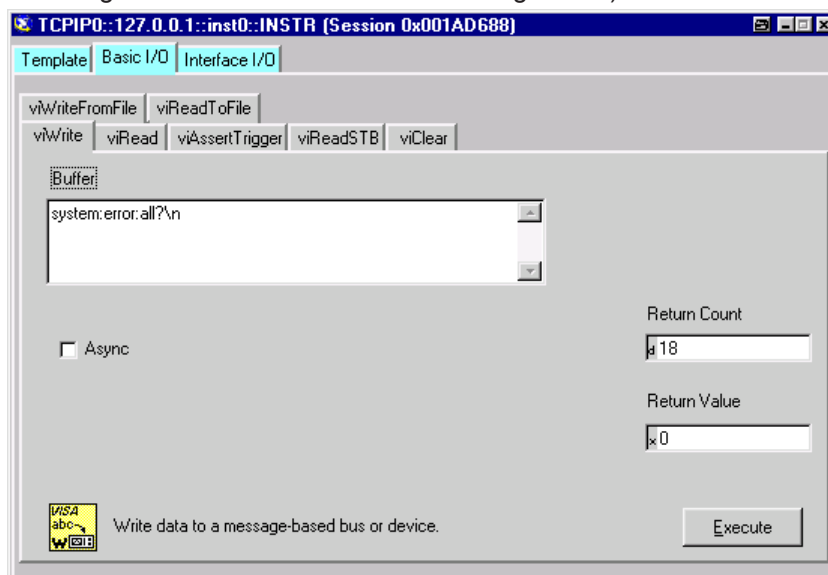 TCPIP0::127.0.0.1::inst0::INSTR (Session 0x001AD688)
Template Basic I/O Interface I/O
viWriteFromFile viReadToFile
viWrite viRead viAssertTrigger viReadSTB viClear
Buffer
system:error:all?\n
Return Count
Async
d 18
Return Value
x 0
VISA
abc
W
Write data to a message-based bus or device.
Execute